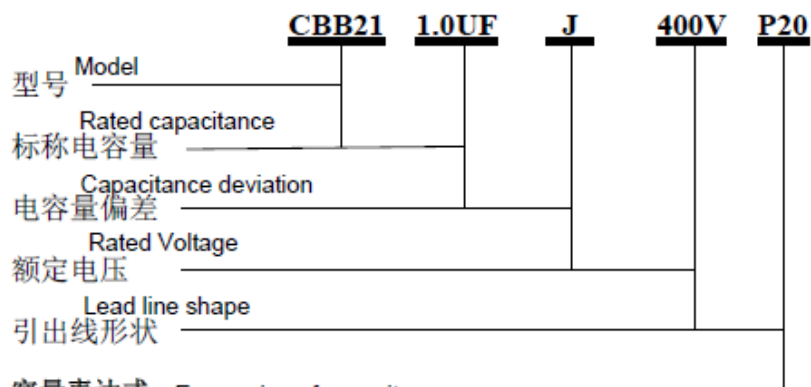 CBB21 1.0UF J 400V P20
Model
型号
Rated capacitance
标称电容量
Capacitance deviation
电容量偏差
Rated Voltage
额定电压
Lead line shape
引出线形状